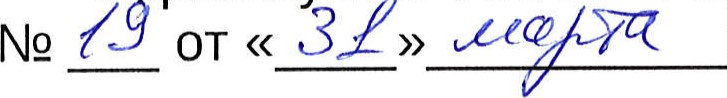 № 19 от «31» марта